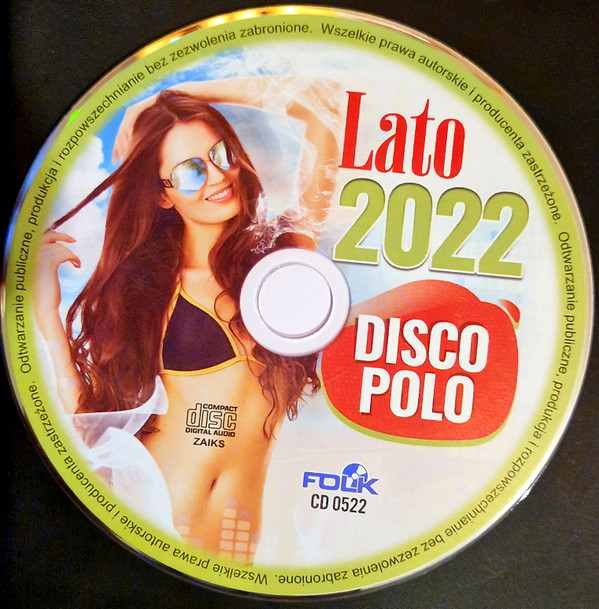 Lato
2022
DISCO
POLO
COMPACT
disc
DIGITAL AUDIO
ZAIKS
FOLK
CD 0522
Wszelkie prawa autorskie i producenta zastrzeżone. Odtwarzanie publiczne, produkcja i rozpowszechnianie bez zezwolenia zabronione. Wszelkie prawa autorskie i producenta zastrzeżone. Odtwarzanie publiczne, produkcja i rozpowszechnianie bez zezwolenia zabronione.